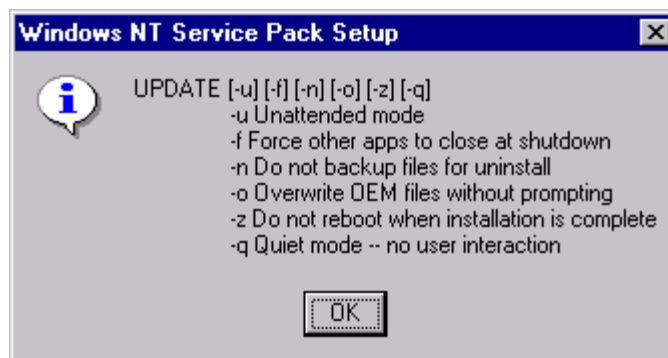 Windows NT Service Pack Setup
UPDATE [-u] [-f] [-n] [-o] [-z] [-q]
-u Unattended mode
-f Force other apps to close at shutdown
-n Do not backup files for uninstall
-o Overwrite OEM files without prompting
-z Do not reboot when installation is complete
-q Quiet mode -- no user interaction
OK